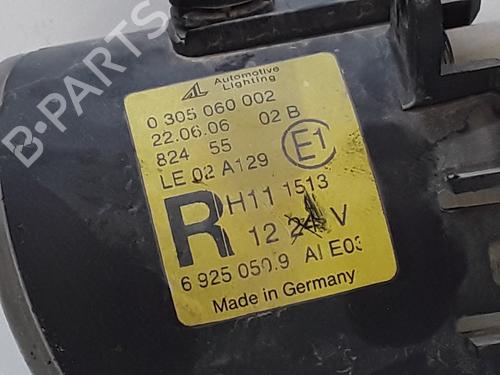 AL Automotive Lighting
0 305 060 002
22.06.06 02 B
824 55
LE 02 A129 E1
R H11 1513
12 24 V
6 925 050.9 AI E03
Made in Germany
B-PARTS